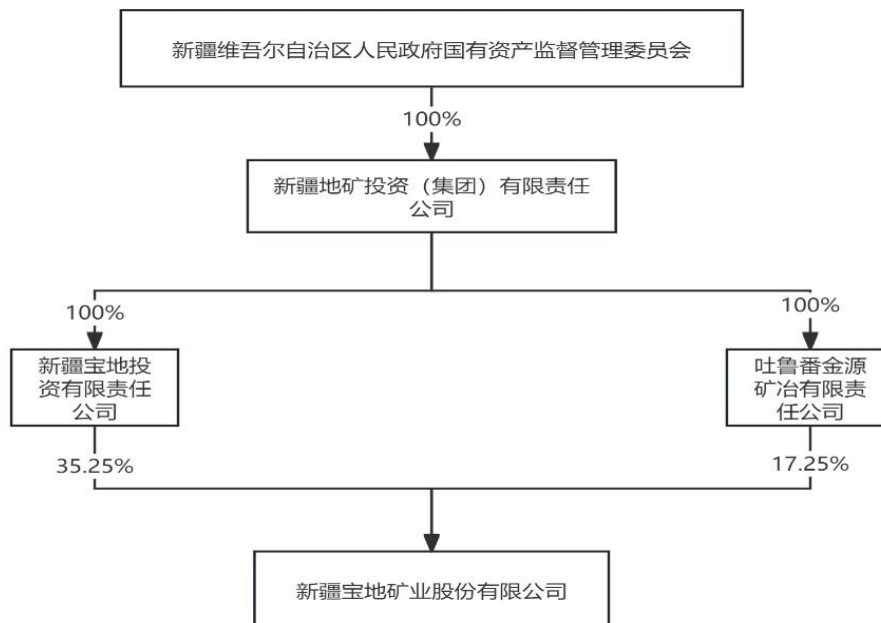 新疆维吾尔自治区人民政府国有资产监督管理委员会
100%
新疆地矿投资（集团）有限责任
公司
100%
100%
新疆宝地投
资有限责任
公司
吐鲁番金源
矿冶有限责
任公司
35.25%
17.25%
新疆宝地矿业股份有限公司